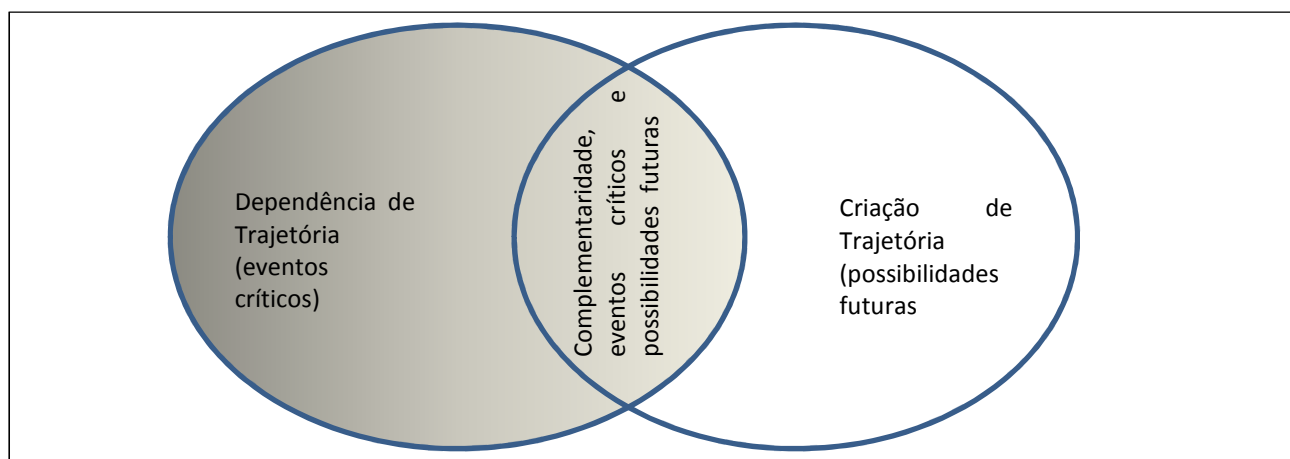 Dependência de
Trajetória
(eventos
críticos)
Complementaridade,
eventos críticos e
possibilidades futuras
Criação de
Trajetória
(possibilidades
futuras